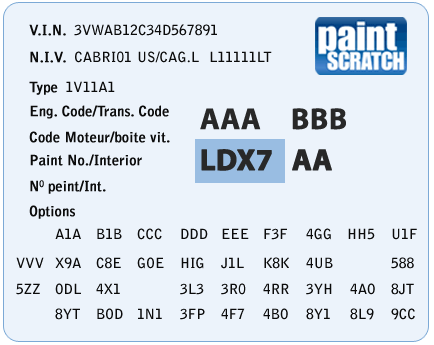 V.I.N. 3VWAB12C34D567891
paint SCRATCH
N.I.V. CABRIO1 US/CAG.L L11111LT
Type 1V11A1
Eng. Code/Trans. Code
AAA BBB
Code Moteur/boite vit.
Paint No./Interior
LDX7 AA
Nº peint/Int.
Options
A1A B1B CCC DDD EEE F3F 4GG HH5 U1F
VVV X9A C8E GOE HIG J1L K8K 4UB 588
5ZZ 0DL 4X1 3L3 3R0 4RR 3YH 4A0 8JT
8YT B0D 1N1 3FP 4F7 4B0 8Y1 8L9 9CC